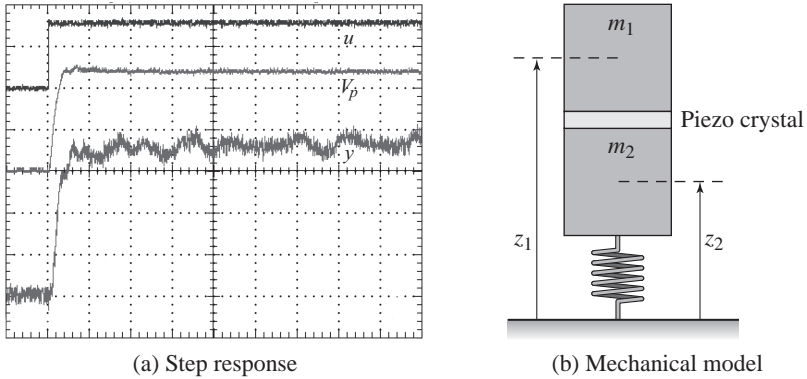 u
V_p
y
(a) Step response
m_1
Piezo crystal
m_2
z_1
z_2
(b) Mechanical model